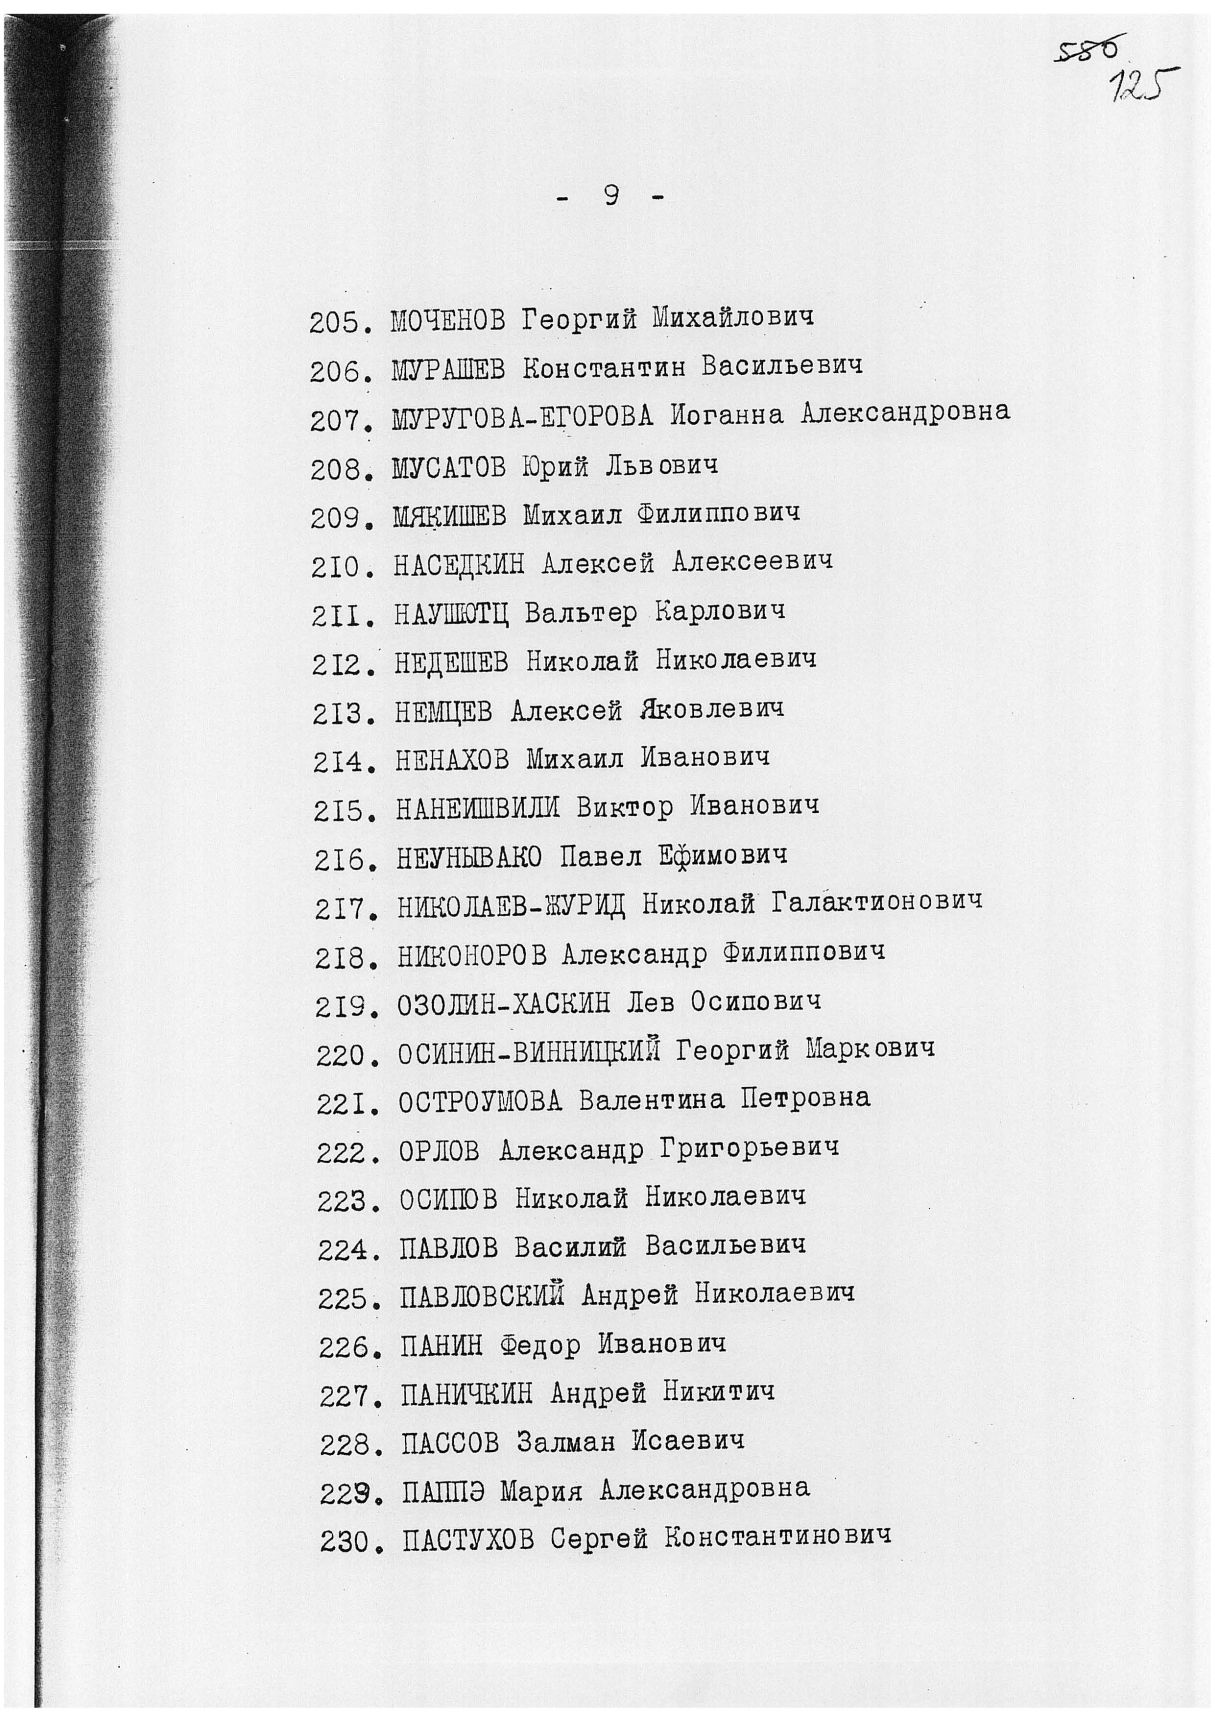 580
125
- 9 -
205. МОЧЕНОВ Георгий Михайлович
206. МУРАШЕВ Константин Васильевич
207. МУРУГОВА-ЕГОРОВА Иоганна Александровна
208. МУСАТОВ Юрий Львович
209. МЯКИШЕВ Михаил Филиппович
210. НАСЕДКИН Алексей Алексеевич
211. НАУШЮТЦ Вальтер Карлович
212. НЕДЕШЕВ Николай Николаевич
213. НЕМЦЕВ Алексей Яковлевич
214. НЕНАХОВ Михаил Иванович
215. НАНЕИШВИЛИ Виктор Иванович
216. НЕУНЫВАКО Павел Ефимович
217. НИКОЛАЕВ-ЖУРИД Николай Галактионович
218. НИКОНОРОВ Александр Филиппович
219. ОЗОЛИН-ХАСКИН Лев Осипович
220. ОСИНИН-ВИННИЦКИЙ Георгий Маркович
221. ОСТРОУМОВА Валентина Петровна
222. ОРЛОВ Александр Григорьевич
223. ОСИПОВ Николай Николаевич
224. ПАВЛОВ Василий Васильевич
225. ПАВЛОВСКИЙ Андрей Николаевич
226. ПАНИН Федор Иванович
227. ПАНИЧКИН Андрей Никитич
228. ПАССОВ Залман Исаевич
229. ПАППЭ Мария Александровна
230. ПАСТУХОВ Сергей Константинович